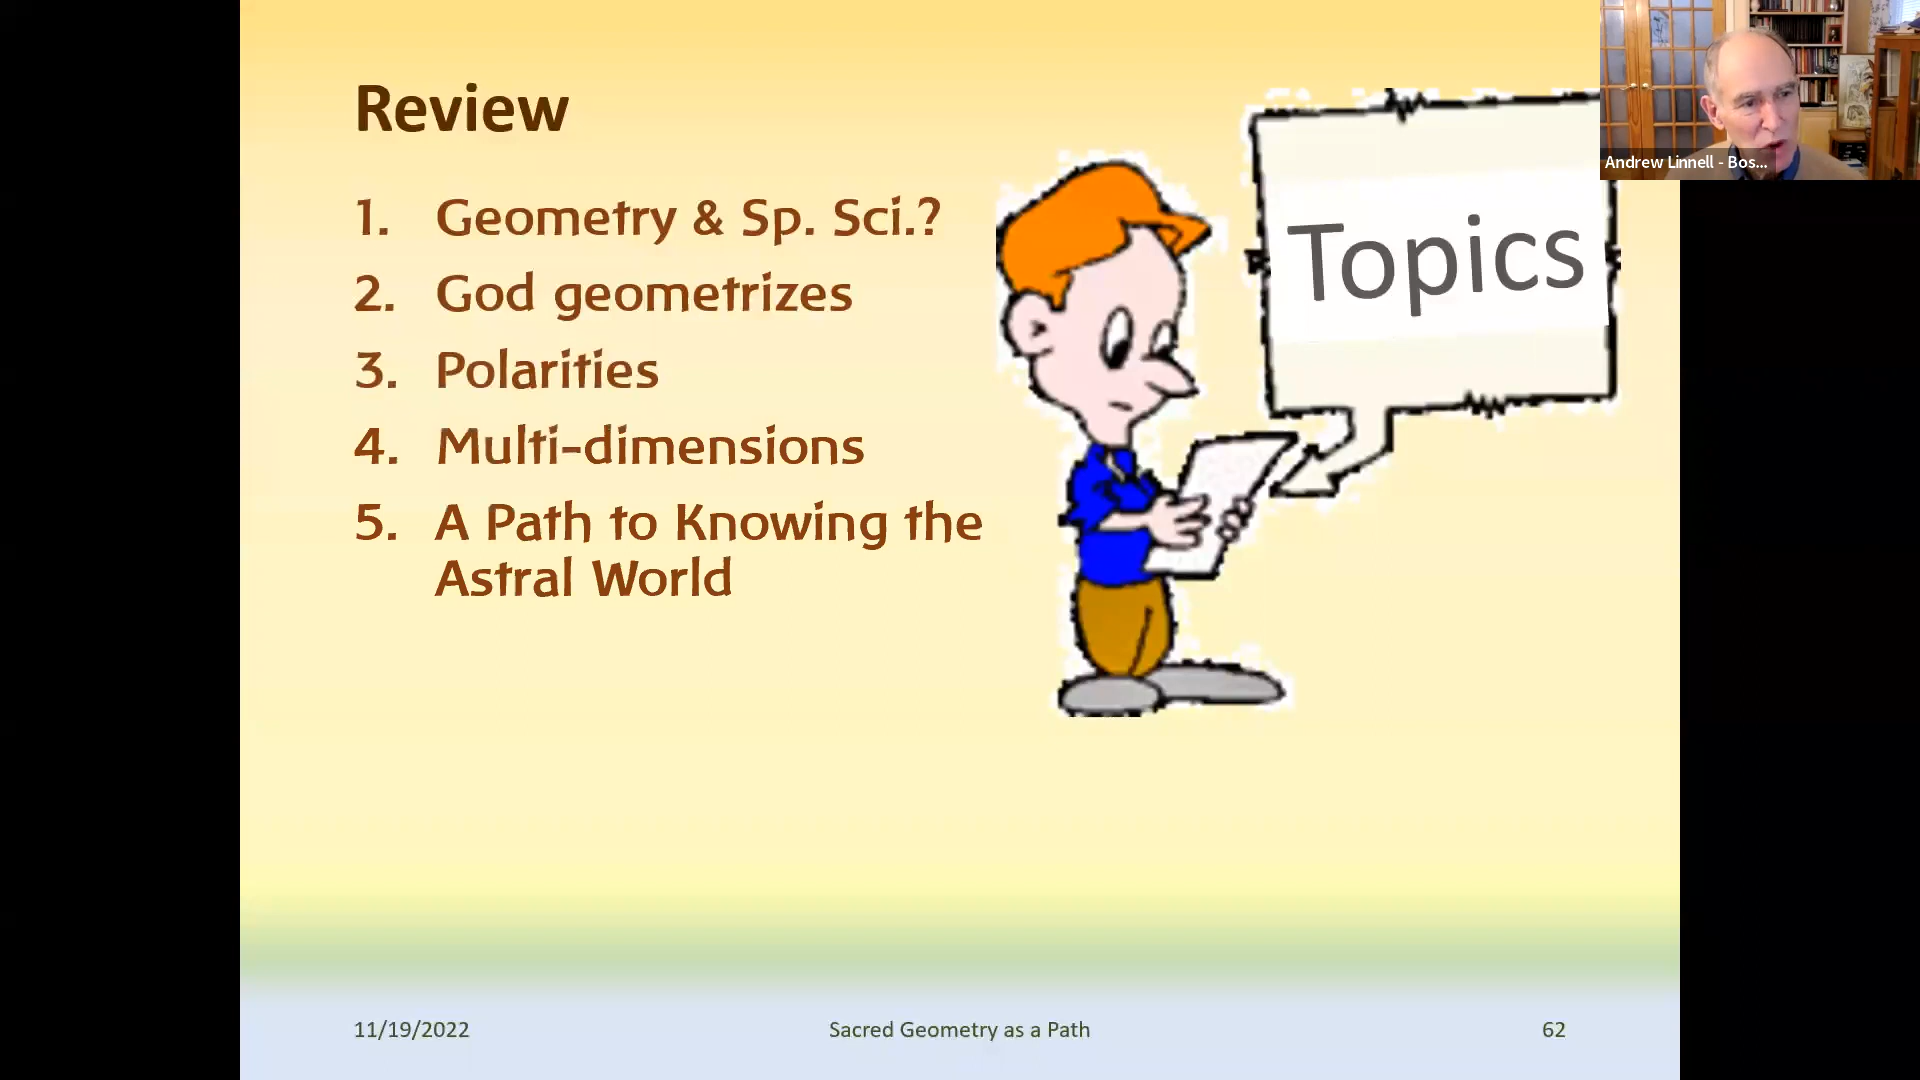 Review
1. Geometry & Sp. Sci.?
2. God geometrizes
3. Polarities
4. Multi-dimensions
5. A Path to Knowing the
Astral World
Topics
Andrew Linnell - Bos...
11/19/2022
Sacred Geometry as a Path
62